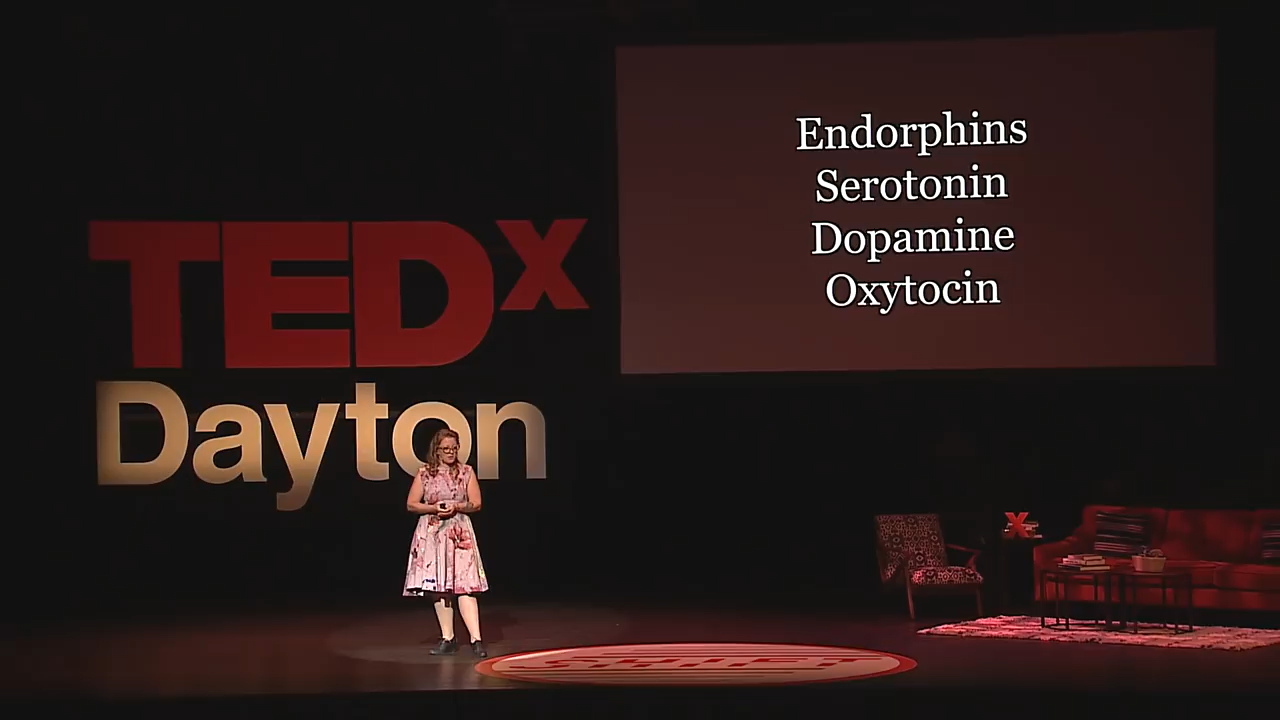 TEDx
Dayton
Endorphins
Serotonin
Dopamine
Oxytocin
X